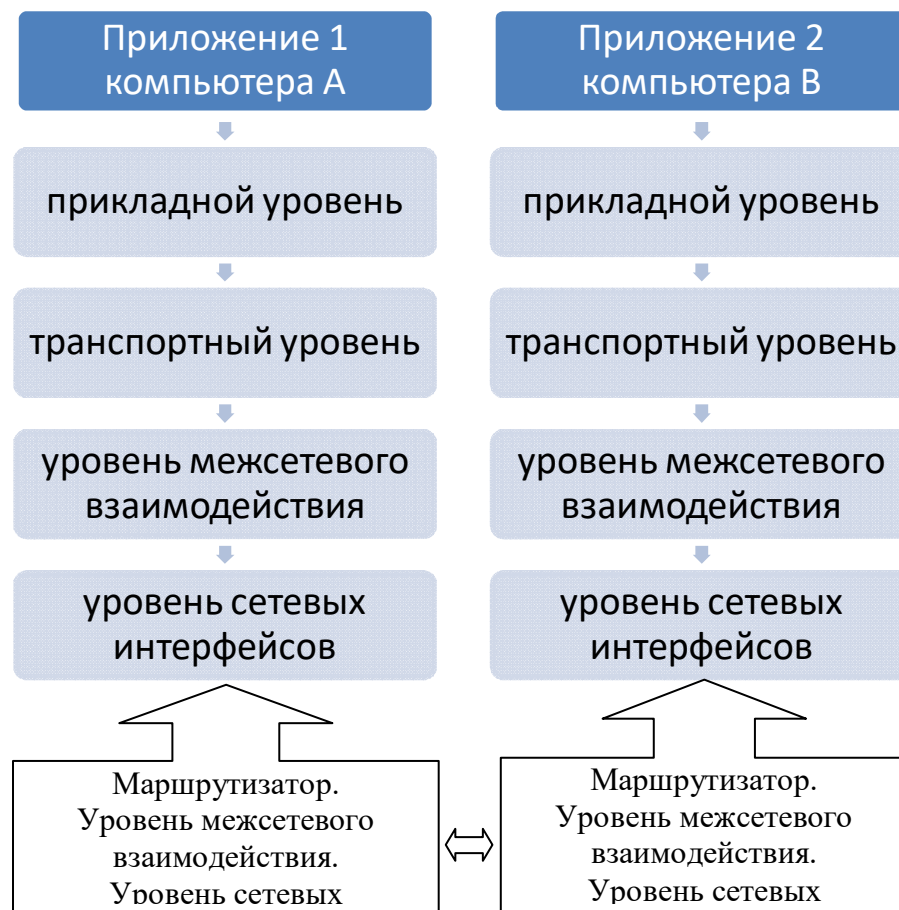 Приложение 1
компьютера А
прикладной уровень
транспортный уровень
уровень межсетевого
взаимодействия
уровень сетевых
интерфейсов
Маршрутизатор.
Уровень межсетевого
взаимодействия.
Уровень сетевых
Приложение 2
компьютера В
прикладной уровень
транспортный уровень
уровень межсетевого
взаимодействия
уровень сетевых
интерфейсов
Маршрутизатор.
Уровень межсетевого
взаимодействия.
Уровень сетевых